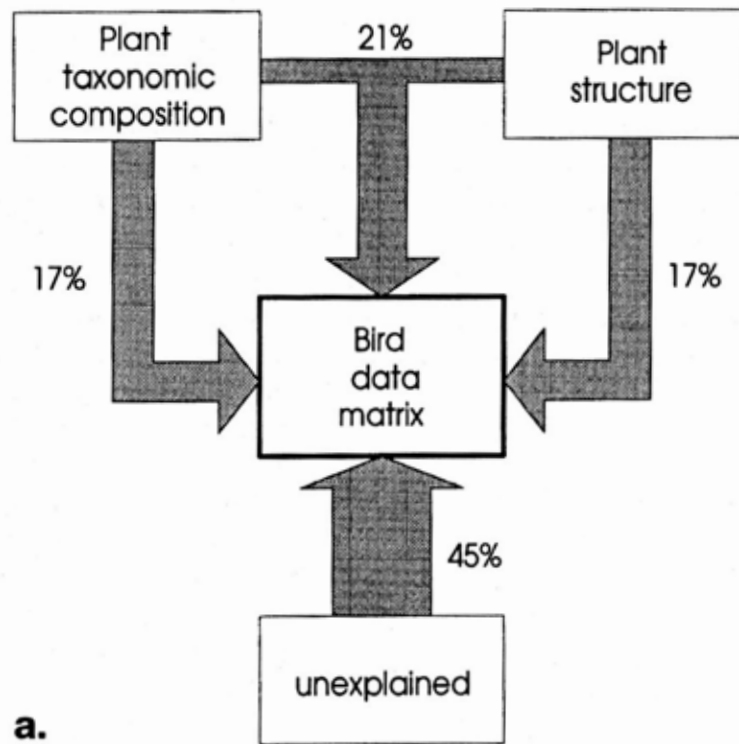 Plant
taxonomic
composition
21%
Plant
structure
17%
17%
Bird
data
matrix
45%
unexplained
a.